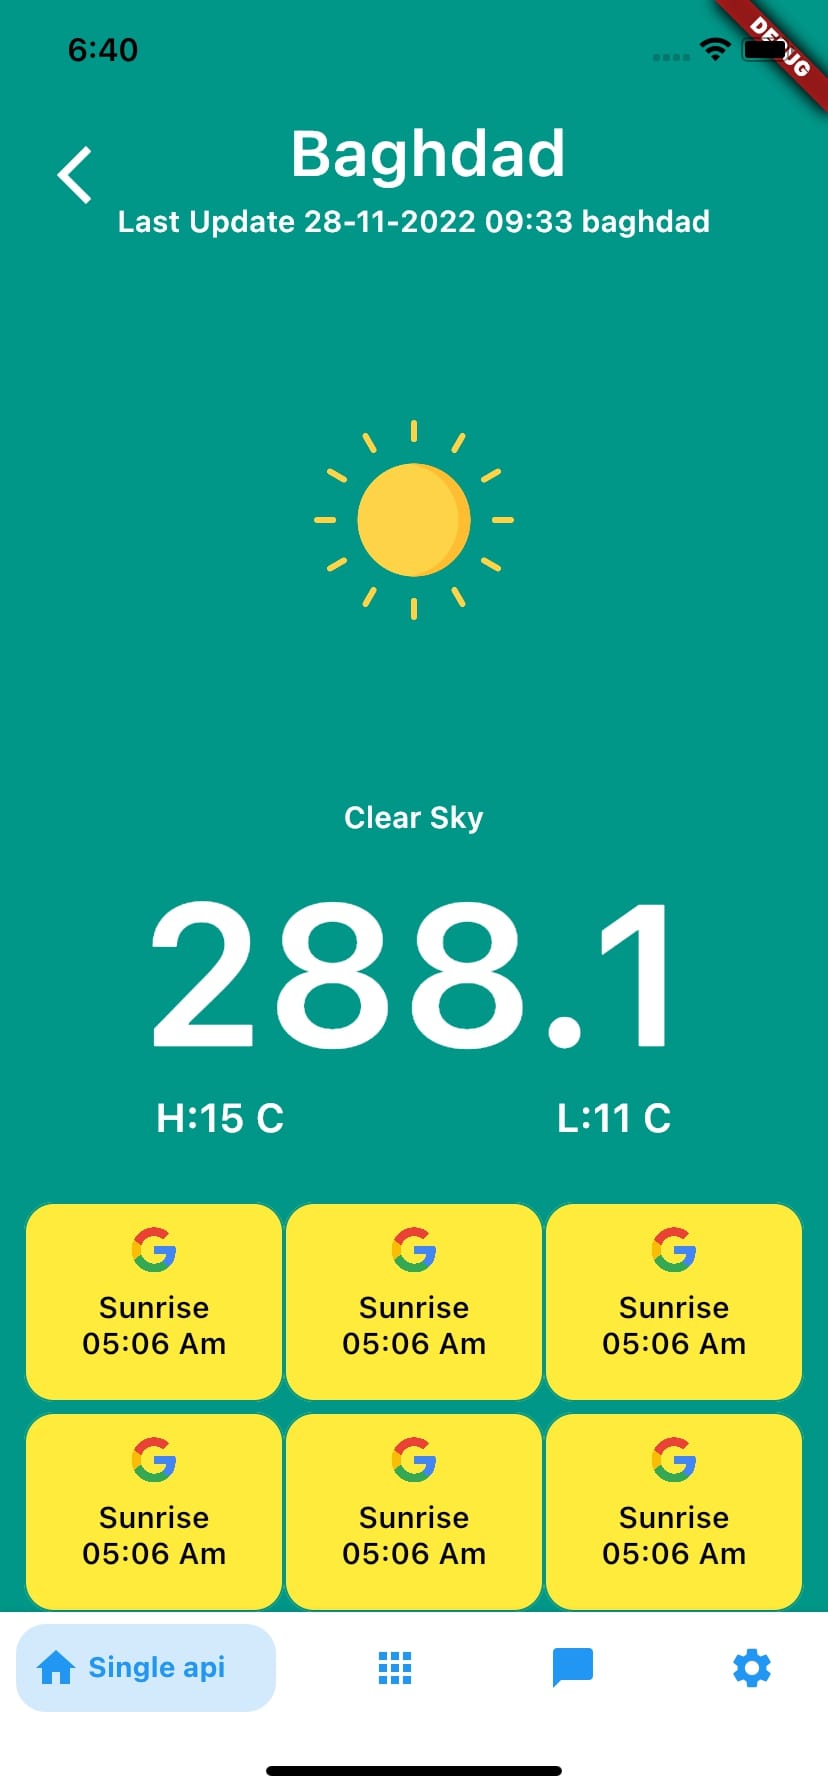 6:40
DEBUG
Baghdad
Last Update 28-11-2022 09:33 baghdad
Clear Sky
288.1
H:15 C L:11 C
Sunrise Sunrise Sunrise
05:06 Am 05:06 Am 05:06 Am
Sunrise Sunrise Sunrise
05:06 Am 05:06 Am 05:06 Am
Single api